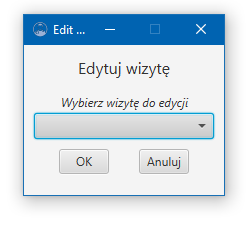 Edit ...
Edytuj wizytę
Wybierz wizytę do edycji
OK
Anuluj